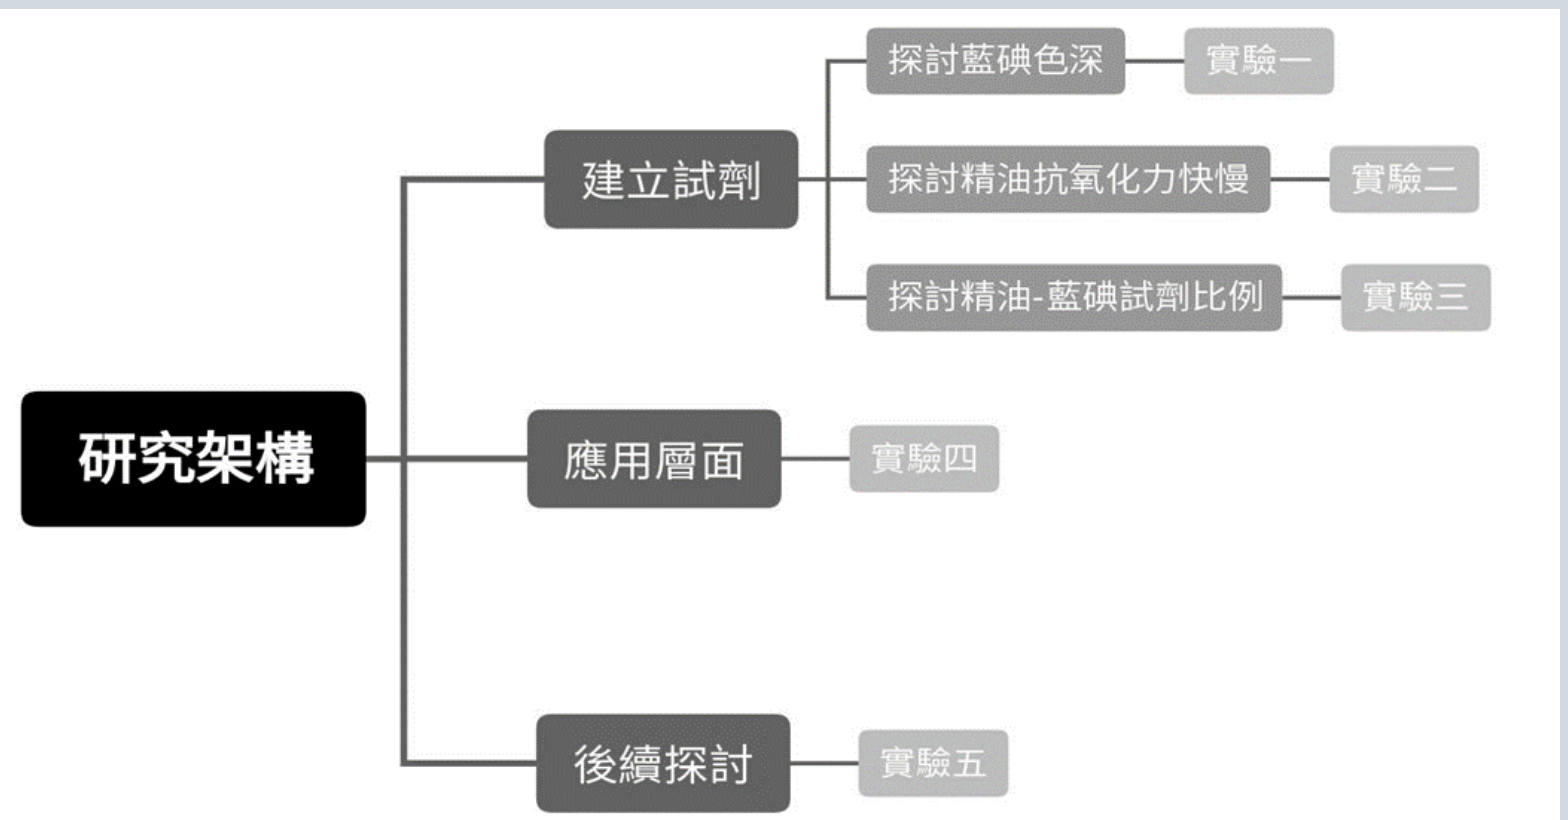 研究架構
建立試劑
探討藍碘色深
實驗一
探討精油抗氧化力快慢
實驗二
探討精油-藍碘試劑比例
實驗三
應用層面
實驗四
後續探討
實驗五